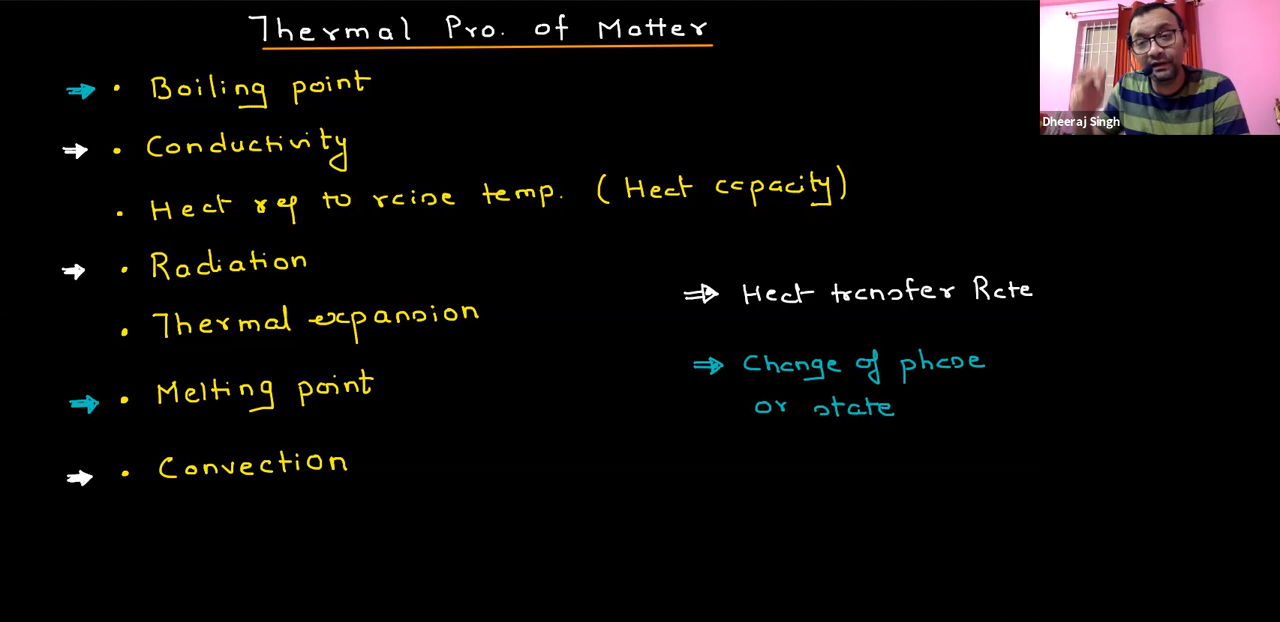 Thermal Pro. of Matter
⇒ • Boiling point
⇒ • Conductivity
• Heat req to raise temp. (Heat capacity)
⇒ • Radiation
• Thermal expansion
⇒ • Melting point
⇒ • Convection
⇒ Heat transfer Rate
⇒ Change of phase
or state
Dheeraj Singh